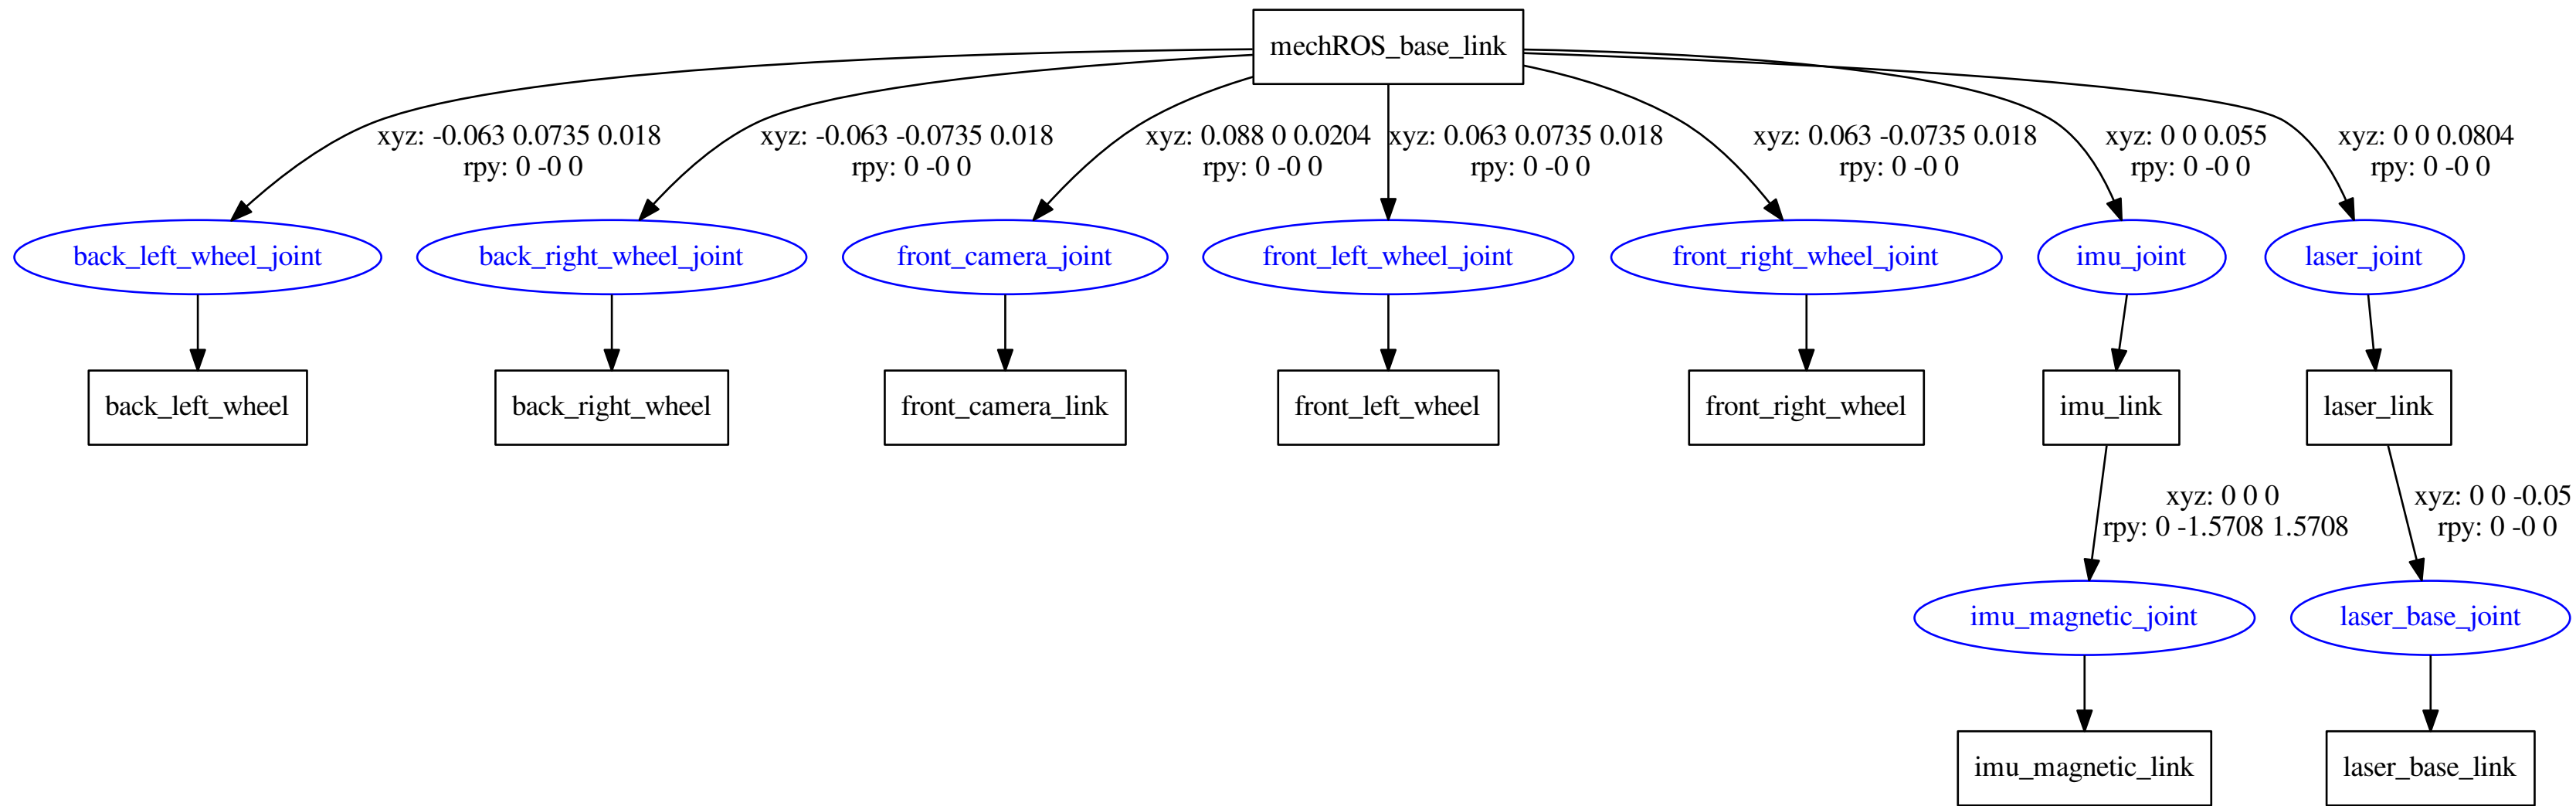 mechROS_base_link
xyz: -0.063 0.0735 0.018
rpy: 0 -0 0
xyz: -0.063 -0.0735 0.018
rpy: 0 -0 0
xyz: 0.088 0 0.0204
rpy: 0 -0 0
xyz: 0.063 0.0735 0.018
rpy: 0 -0 0
xyz: 0.063 -0.0735 0.018
rpy: 0 -0 0
xyz: 0 0 0.055
rpy: 0 -0 0
xyz: 0 0 0.0804
rpy: 0 -0 0
back_left_wheel_joint
back_right_wheel_joint
front_camera_joint
front_left_wheel_joint
front_right_wheel_joint
imu_joint
laser_joint
back_left_wheel
back_right_wheel
front_camera_link
front_left_wheel
front_right_wheel
imu_link
laser_link
xyz: 0 0 0
rpy: 0 -1.5708 1.5708
xyz: 0 0 -0.05
rpy: 0 -0 0
imu_magnetic_joint
laser_base_joint
imu_magnetic_link
laser_base_link